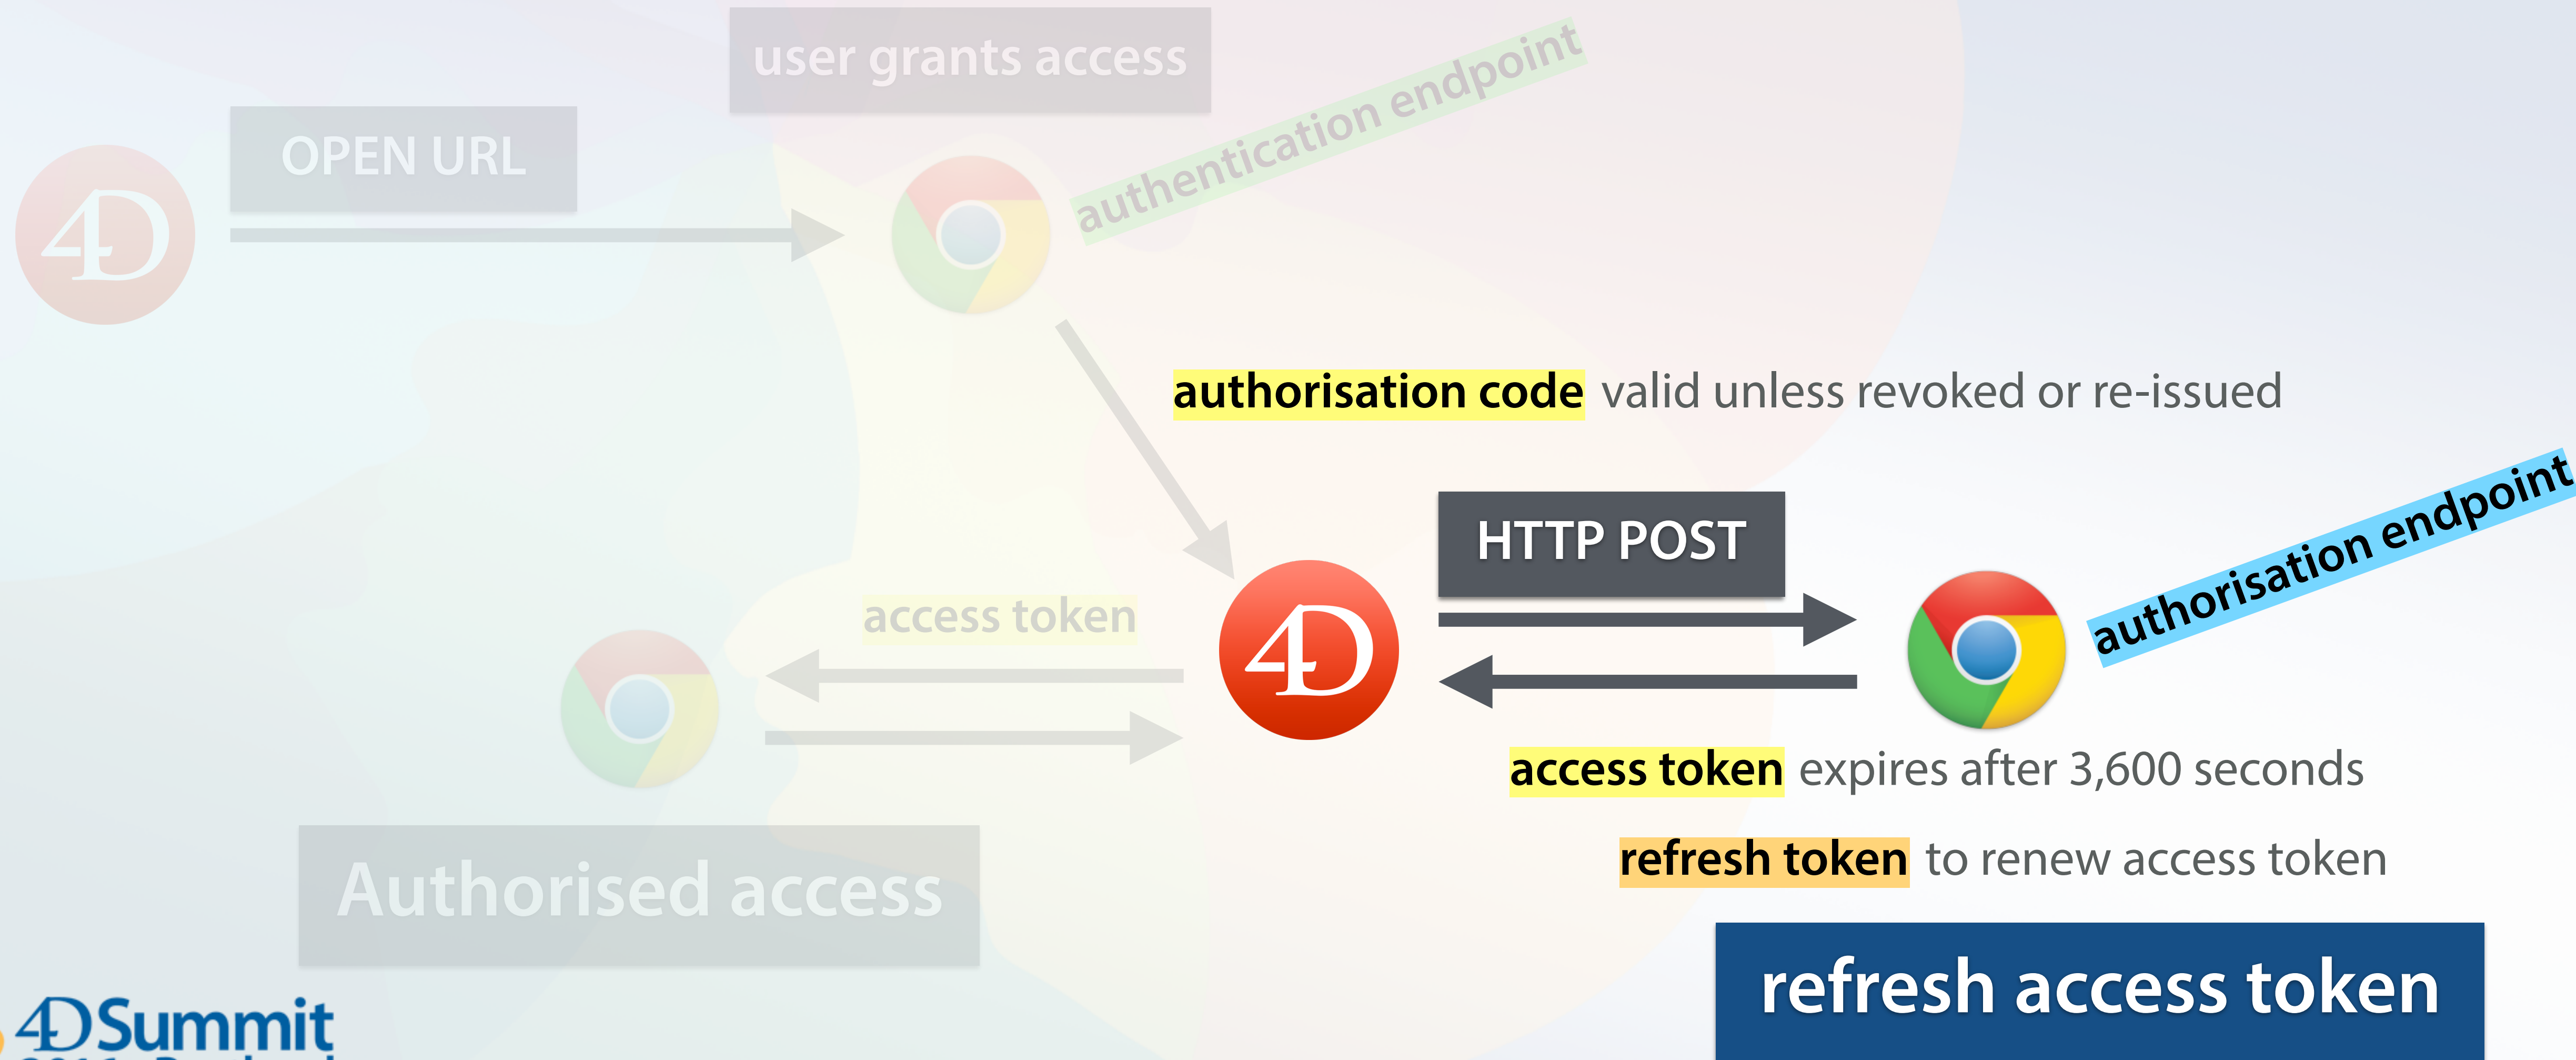 user grants access
authentication endpoint
OPEN URL
4D
authorisation code valid unless revoked or re-issued
HTTP POST
authorisation endpoint
access token
4D
access token expires after 3,600 seconds
refresh token to renew access token
Authorised access
refresh access token
4D Summit